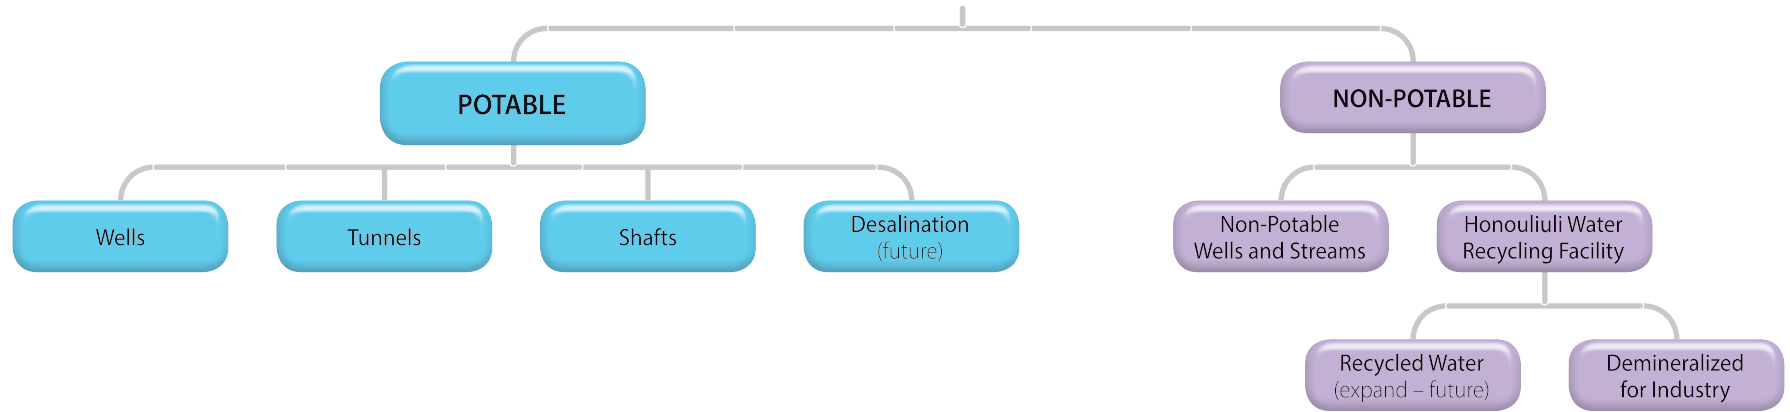 POTABLE
NON-POTABLE
Wells
Tunnels
Shafts
Desalination
(future)
Non-Potable
Wells and Streams
Honouliuli Water
Recycling Facility
Recycled Water
(expand – future)
Demineralized
for Industry